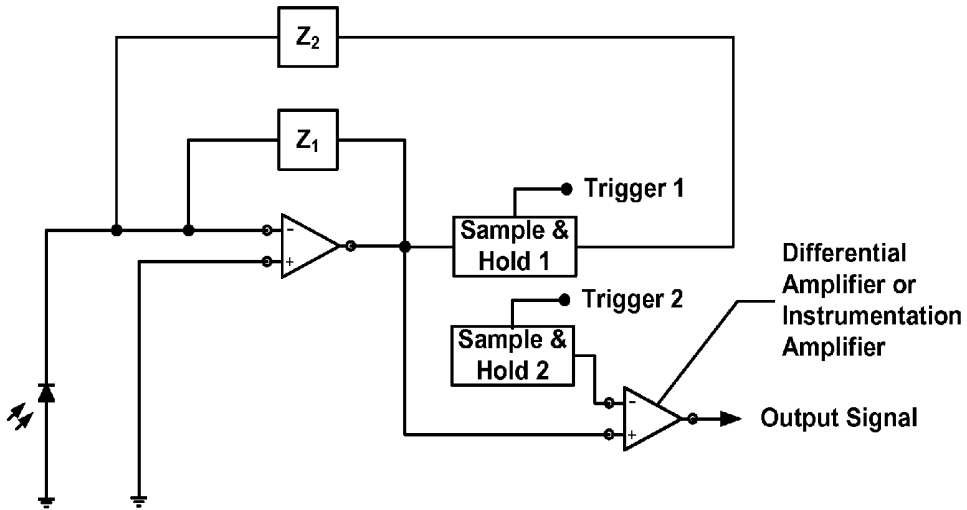 Z2
Z1
Trigger 1
-
Sample &
Hold 1
+
Differential
Amplifier or
Instrumentation
Amplifier
Trigger 2
Sample &
Hold 2
-
+
Output Signal